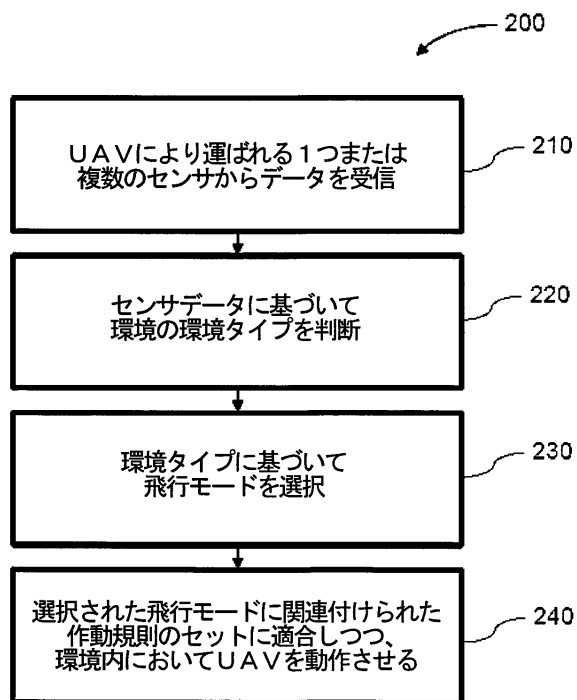 200
UAVにより運ばれる1つまたは
複数のセンサからデータを受信
210
センサデータに基づいて
環境の環境タイプを判断
220
環境タイプに基づいて
飛行モードを選択
230
選択された飛行モードに関連付けられた
作動規則のセットに適合しつつ、
環境内においてUAVを動作させる
240